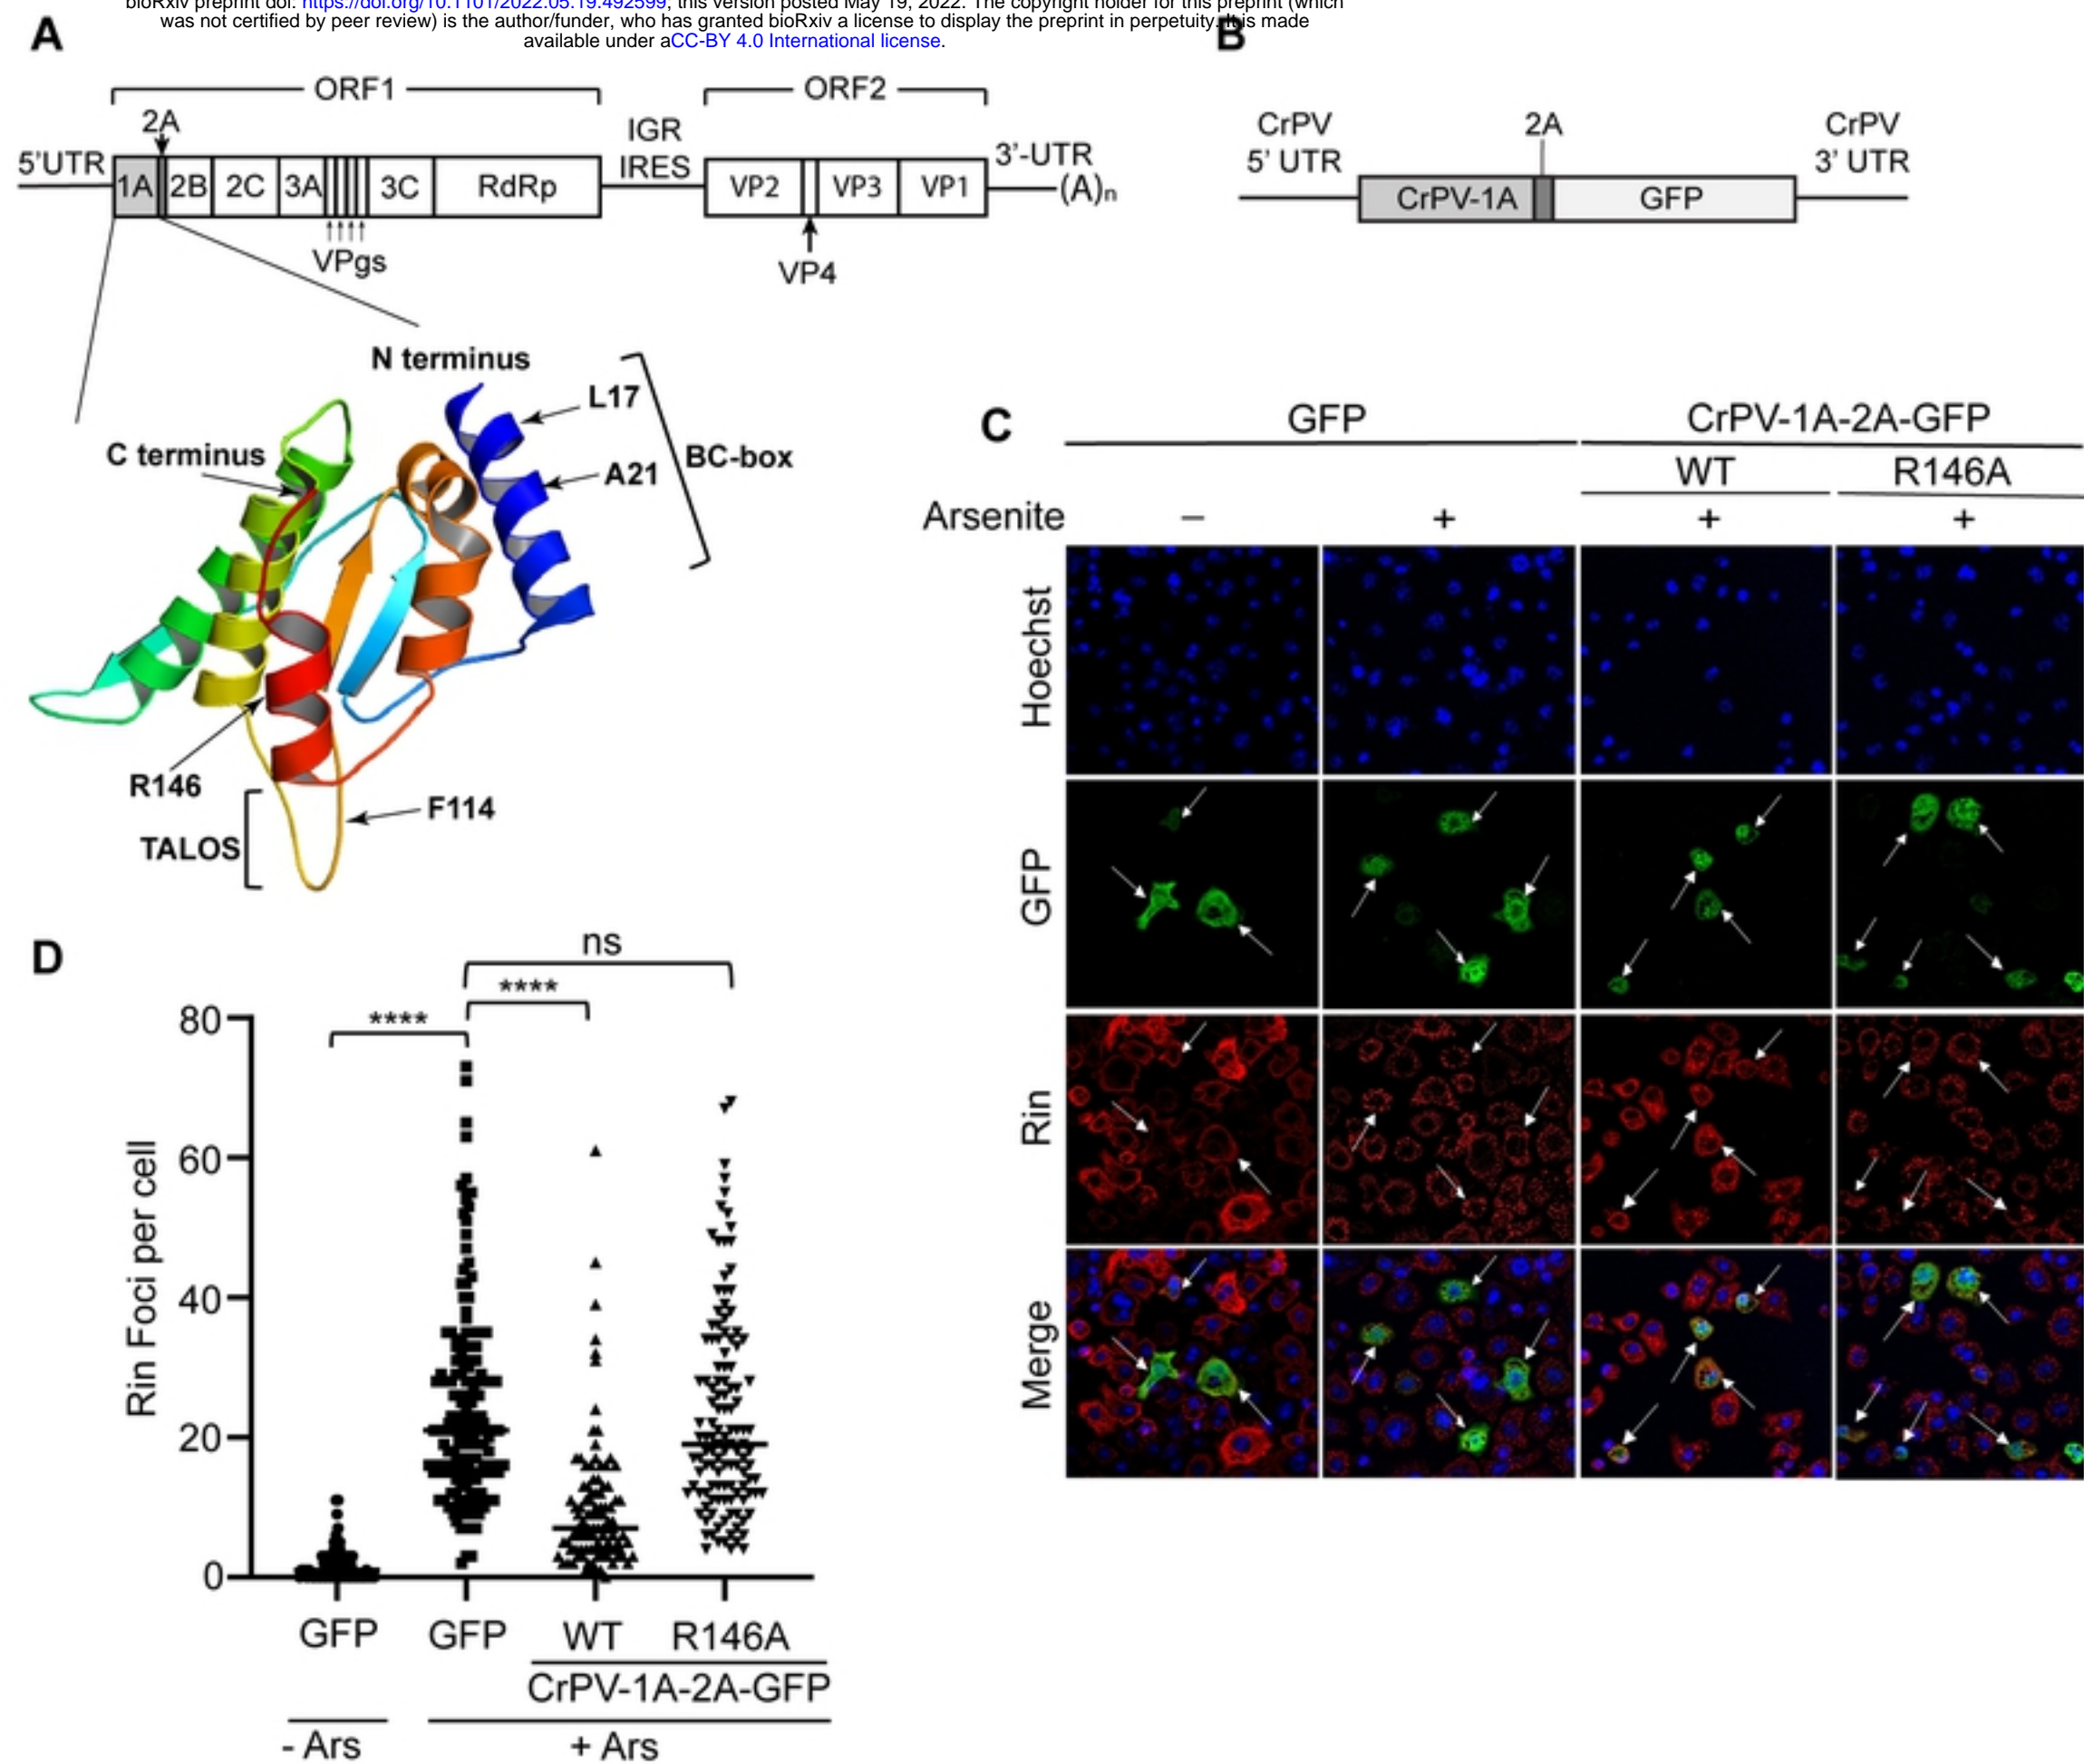 bioRxiv preprint doi: https://doi.org/10.1101/2022.05.19.492599; this version posted May 19, 2022. The copyright holder for this preprint (which
was not certified by peer review) is the author/funder, who has granted bioRxiv a license to display the preprint in perpetuity. It is made
available under aCC-BY 4.0 International license.
A
ORF1
ORF2
2A
5'UTR
IGR
IRES
3'-UTR
1A 2B 2C 3A 3C RdRp
VP2 VP3 VP1
(A)n
VPgs
VP4
N terminus
L17
C terminus
BC-box
A21
R146
F114
TALOS
B
CrPV
5' UTR
2A
CrPV
3' UTR
CrPV-1A GFP
C
GFP
CrPV-1A-2A-GFP
WT
R146A
Arsenite − + + +
Hoechst
GFP
Rin
Merge
D
ns
****
****
Rin Foci per cell
80
60
40
20
0
GFP GFP WT R146A
CrPV-1A-2A-GFP
- Ars + Ars